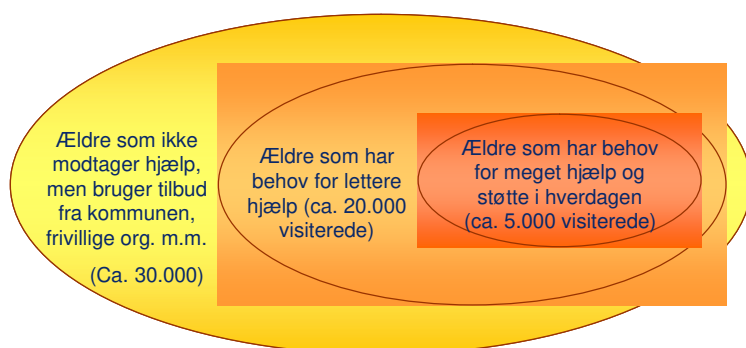 Ældre som ikke
modtager hjælp,
men bruger tilbud
fra kommunen,
frivillige org. m.m.
(Ca. 30.000)
Ældre som har
behov for lettere
hjælp (ca. 20.000
visiterede)
Ældre som har behov
for meget hjælp og
støtte i hverdagen
(ca. 5.000 visiterede)